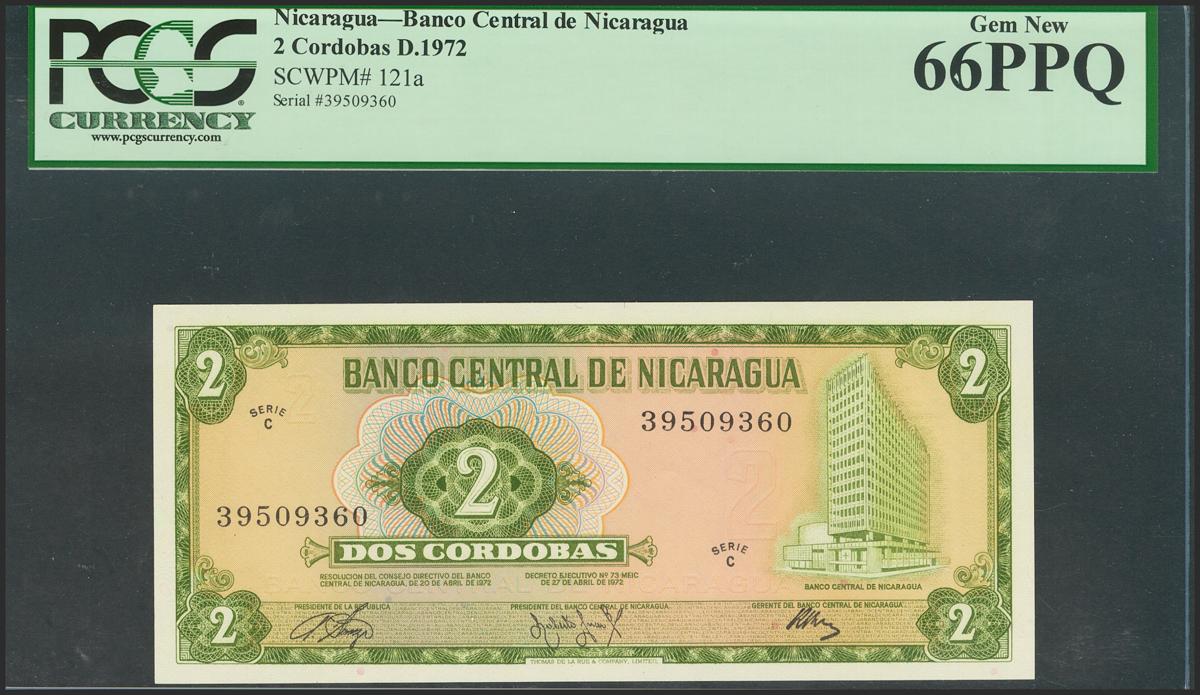 Nicaragua—Banco Central de Nicaragua
2 Cordobas D.1972
SCWPM# 121a
Serial #39509360
PCGS
CURRENCY
www.pcgscurrency.com
Gem New
66PPQ
2
2
BANCO CENTRAL DE NICARAGUA
SERIE
C
39509360
2
39509360
DOS CORDOBAS
SERIE
C
RESOLUCION DEL CONSEJO DIRECTIVO DEL BANCO
CENTRAL DE NICARAGUA, DE 20 DE ABRIL DE 1972
DECRETO EJECUTIVO Nº 73-MEIC
DE 27 DE ABRIL DE 1972
BANCO CENTRAL DE NICARAGUA
PRESIDENTE DE LA REPUBLICA
PRESIDENTE DEL BANCO CENTRAL DE NICARAGUA.
GERENTE DEL BANCO CENTRAL DE NICARAGUA.
2
2
THOMAS DE LA RUE & COMPANY, LIMITED.